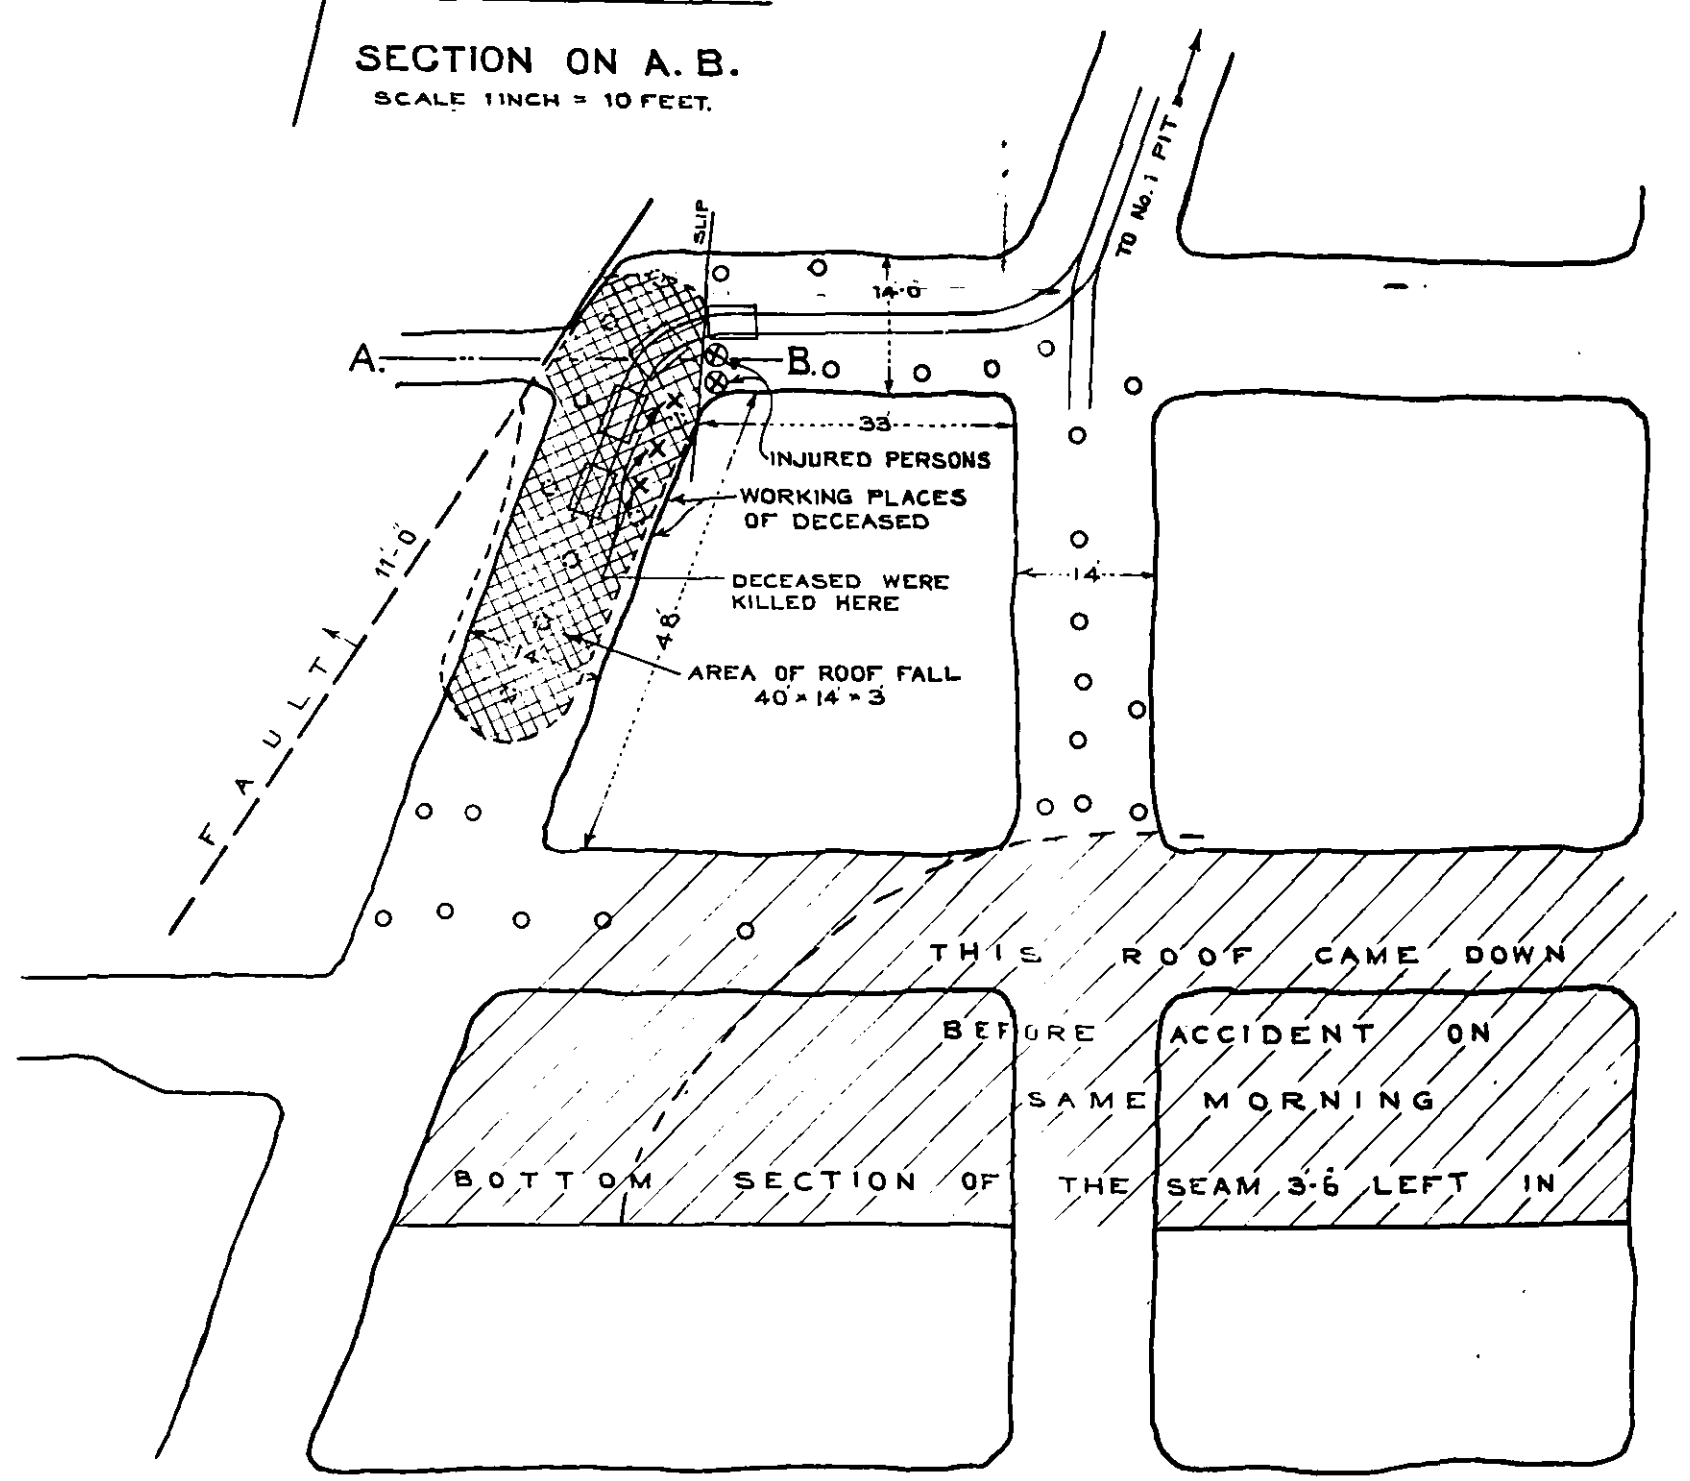 SECTION ON A. B.
SCALE 1 INCH = 10 FEET.
TO No. 1 PIT
SLIP
14-0
A.
B.
33
INJURED PERSONS
WORKING PLACES
OF DECEASED
11'-0"
14
DECEASED WERE
KILLED HERE
48
FAULT
AREA OF ROOF FALL
40 × 14 × 3
THIS ROOF CAME DOWN
BEFORE ACCIDENT ON
SAME MORNING
BOTTOM SECTION OF THE SEAM 3-6 LEFT IN